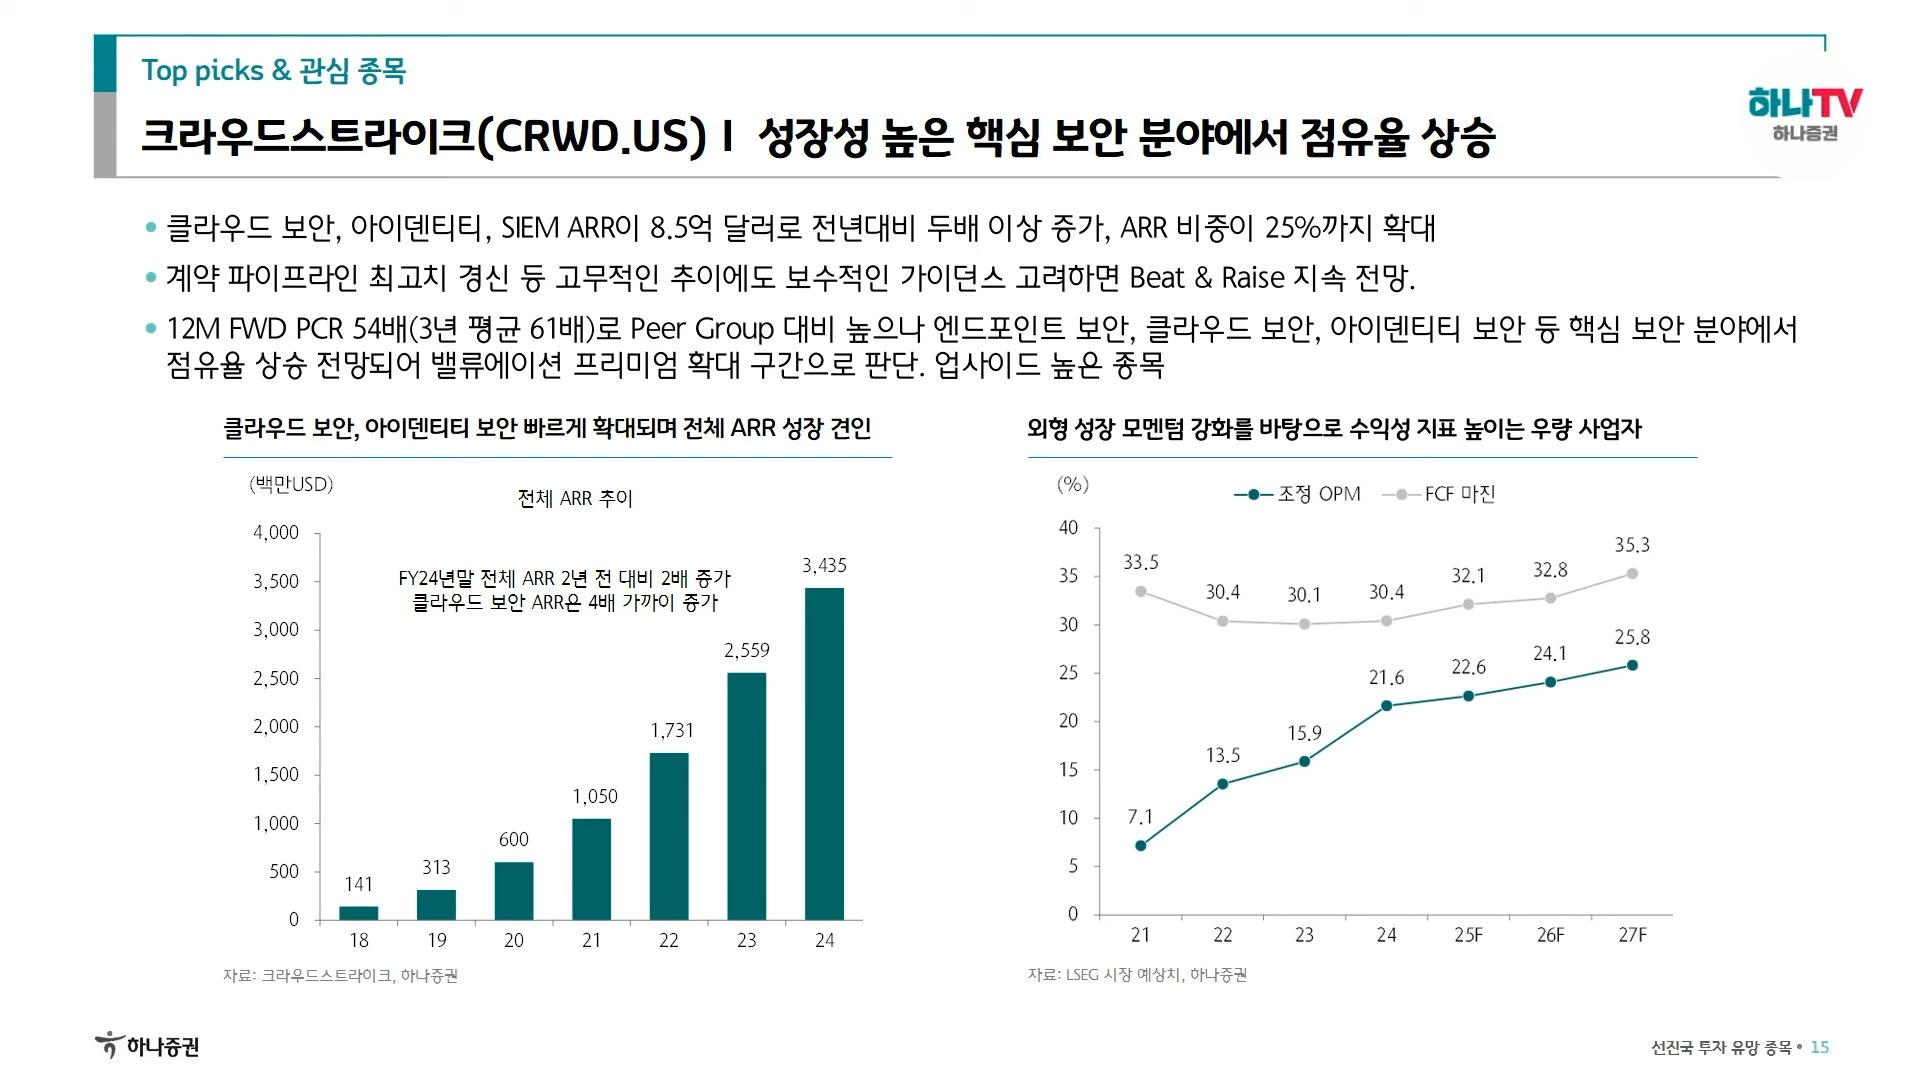 Top picks & 관심 종목
하나TV
하나증권
크라우드스트라이크(CRWD.US) I 성장성 높은 핵심 보안 분야에서 점유율 상승
• 클라우드 보안, 아이덴티티, SIEM ARR이 8.5억 달러로 전년대비 두배 이상 증가, ARR 비중이 25%까지 확대
• 계약 파이프라인 최고치 경신 등 고무적인 추이에도 보수적인 가이던스 고려하면 Beat & Raise 지속 전망.
• 12M FWD PCR 54배(3년 평균 61배)로 Peer Group 대비 높으나 엔드포인트 보안, 클라우드 보안, 아이덴티티 보안 등 핵심 보안 분야에서
점유율 상승 전망되어 밸류에이션 프리미엄 확대 구간으로 판단. 업사이드 높은 종목
클라우드 보안, 아이덴티티 보안 빠르게 확대되며 전체 ARR 성장 견인
(백만USD)
전체 ARR 추이
FY24년말 전체 ARR 2년 전 대비 2배 증가
클라우드 보안 ARR은 4배 가까이 증가
4,000
3,500
3,000
2,500
2,000
1,500
1,000
500
0
141
313
600
1,050
1,731
2,559
3,435
18 19 20 21 22 23 24
자료: 크라우드스트라이크, 하나증권
외형 성장 모멘텀 강화를 바탕으로 수익성 지표 높이는 우량 사업자
(%)
조정 OPM FCF 마진
40
35
30
25
20
15
10
5
0
33.5 30.4 30.1 30.4 32.1 32.8 35.3
7.1 13.5 15.9 21.6 22.6 24.1 25.8
21 22 23 24 25F 26F 27F
자료: LSEG 시장 예상치, 하나증권
하나증권
선진국 투자 유망 종목 • 15